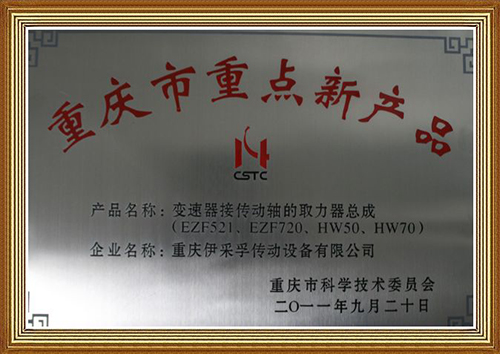 重庆市重点新产品
CSTC
产品名称：变速器接传动轴的取力器总成
(EZF521、EZF720、HW50、HW70)
企业名称：重庆伊采孚传动设备有限公司
重庆市科学技术委员会
二〇一一年九月二十日